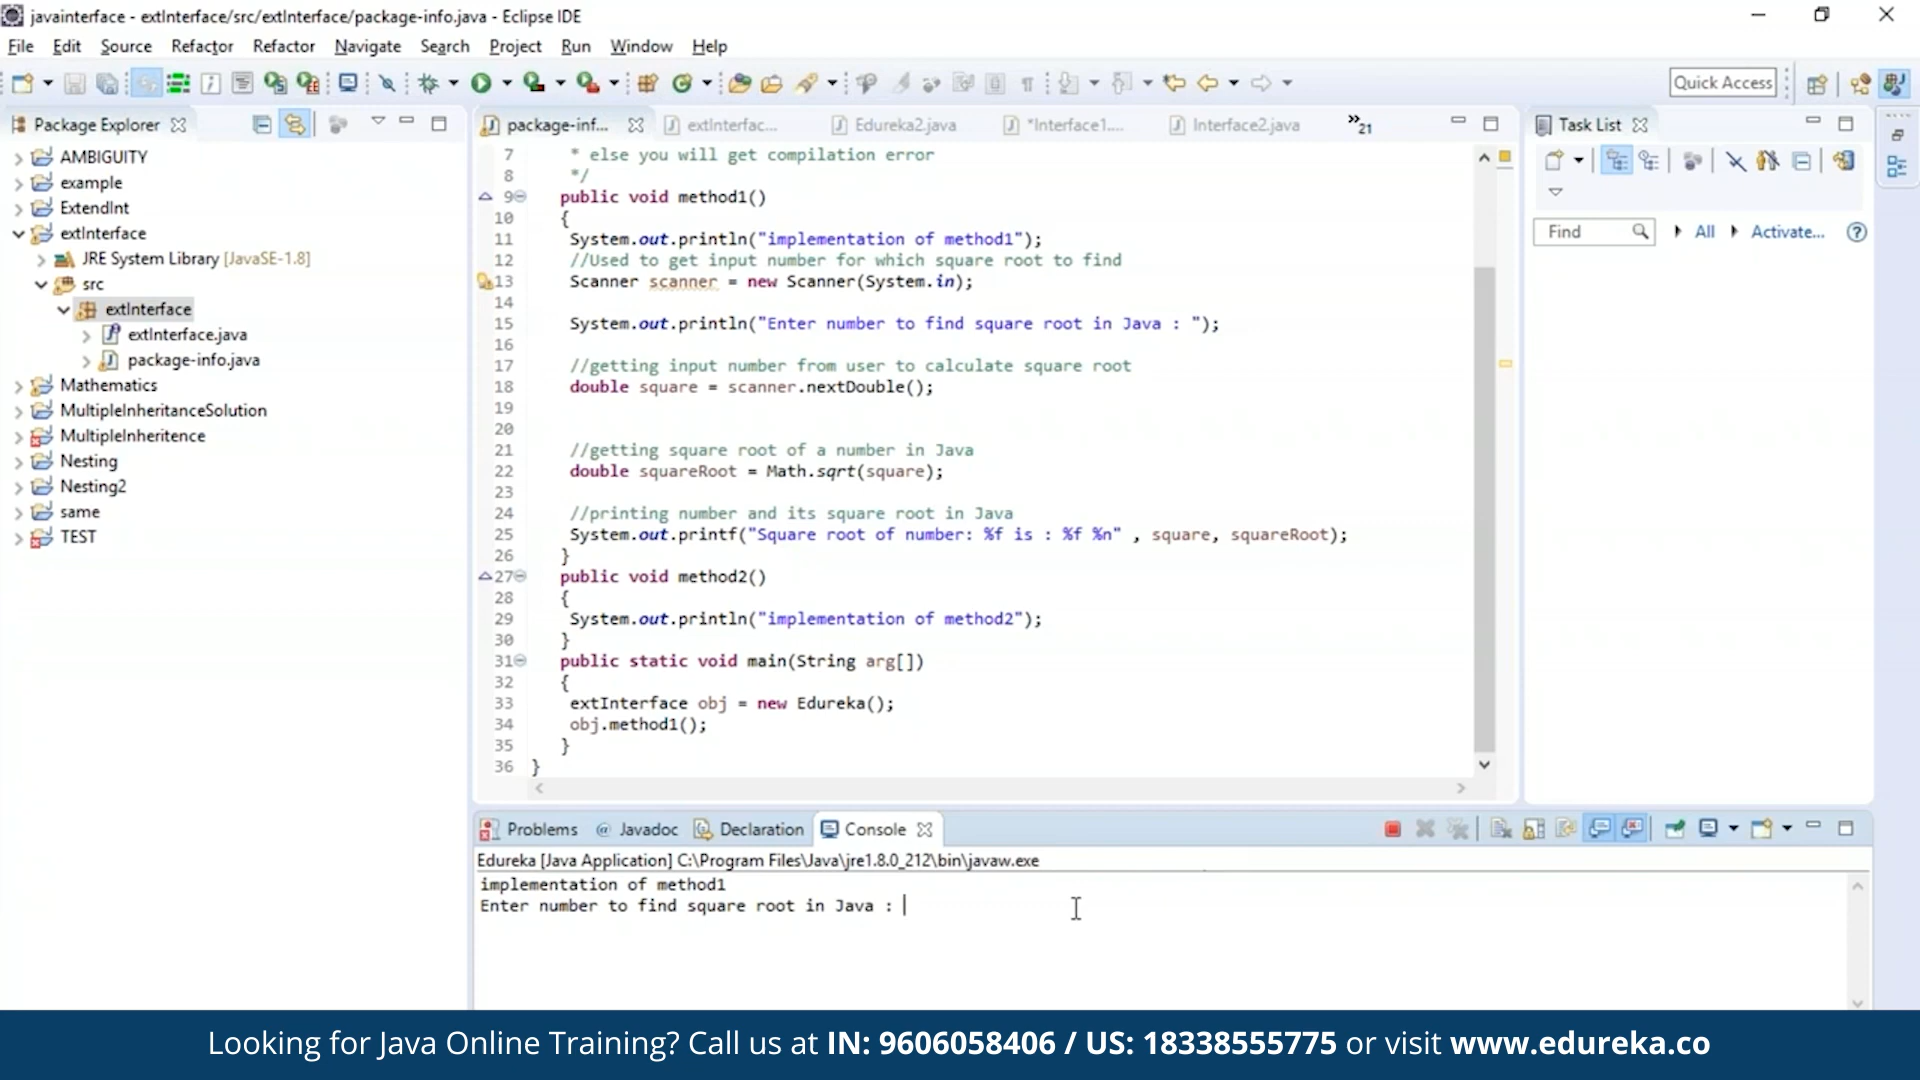 javainterface - extInterface/src/extInterface/package-info.java - Eclipse IDE
File Edit Source Refactor Refactor Navigate Search Project Run Window Help
Quick Access
Package Explorer
AMBIGUITY
example
ExtendInt
extInterface
JRE System Library [JavaSE-1.8]
src
extInterface
extInterface.java
package-info.java
Mathematics
MultipleInheritanceSolution
MultipleInheritence
Nesting
Nesting2
same
TEST
package-inf... extInterfac... Edureka2.java *Interface1.... Interface2.java »21
7 * else you will get compilation error
8 */
9 public void method1()
10 {
11 System.out.println("implementation of method1");
12 //Used to get input number for which square root to find
13 Scanner scanner = new Scanner(System.in);
14
15 System.out.println("Enter number to find square root in Java : ");
16
17 //getting input number from user to calculate square root
18 double square = scanner.nextDouble();
19
20
21 //getting square root of a number in Java
22 double squareRoot = Math.sqrt(square);
23
24 //printing number and its square root in Java
25 System.out.printf("Square root of number: %f is : %f %n" , square, squareRoot);
26 }
27 public void method2()
28 {
29 System.out.println("implementation of method2");
30 }
31 public static void main(String arg[])
32 {
33 extInterface obj = new Edureka();
34 obj.method1();
35 }
36 }
Task List
Find All Activate...
Problems @ Javadoc Declaration Console
Edureka [Java Application] C:\Program Files\Java\jre1.8.0_212\bin\javaw.exe
implementation of method1
Enter number to find square root in Java :
Looking for Java Online Training? Call us at IN: 9606058406 / US: 18338555775 or visit www.edureka.co